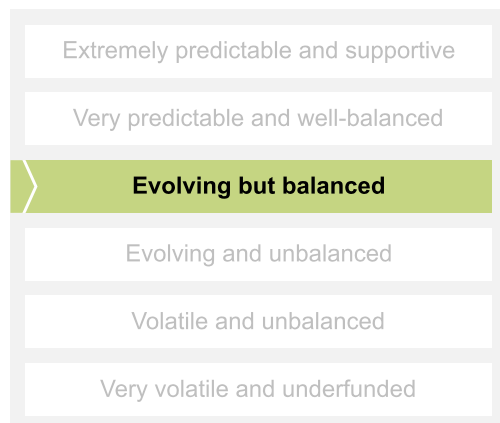 Extremely predictable and supportive
Very predictable and well-balanced
Evolving but balanced
Evolving and unbalanced
Volatile and unbalanced
Very volatile and underfunded